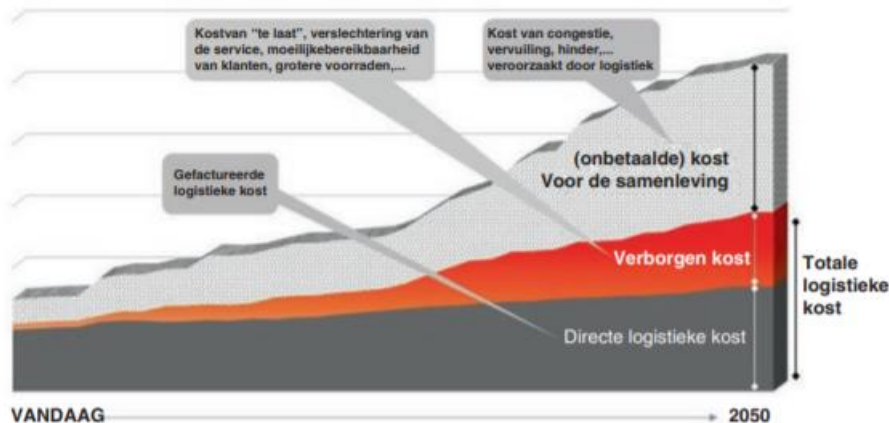 Kostvan “te laat”, verslechtering van
de service, moeilijkebereikbaarheid
van klanten, grotere voorraden,...
Kost van congestie,
vervuiling, hinder,...
veroorzaakt door logistiek
Gefactureerde
logistieke kost
(onbetaalde) kost
Voor de samenleving
Verborgen kost
Totale
logistieke
kost
Directe logistieke kost
VANDAAG
2050